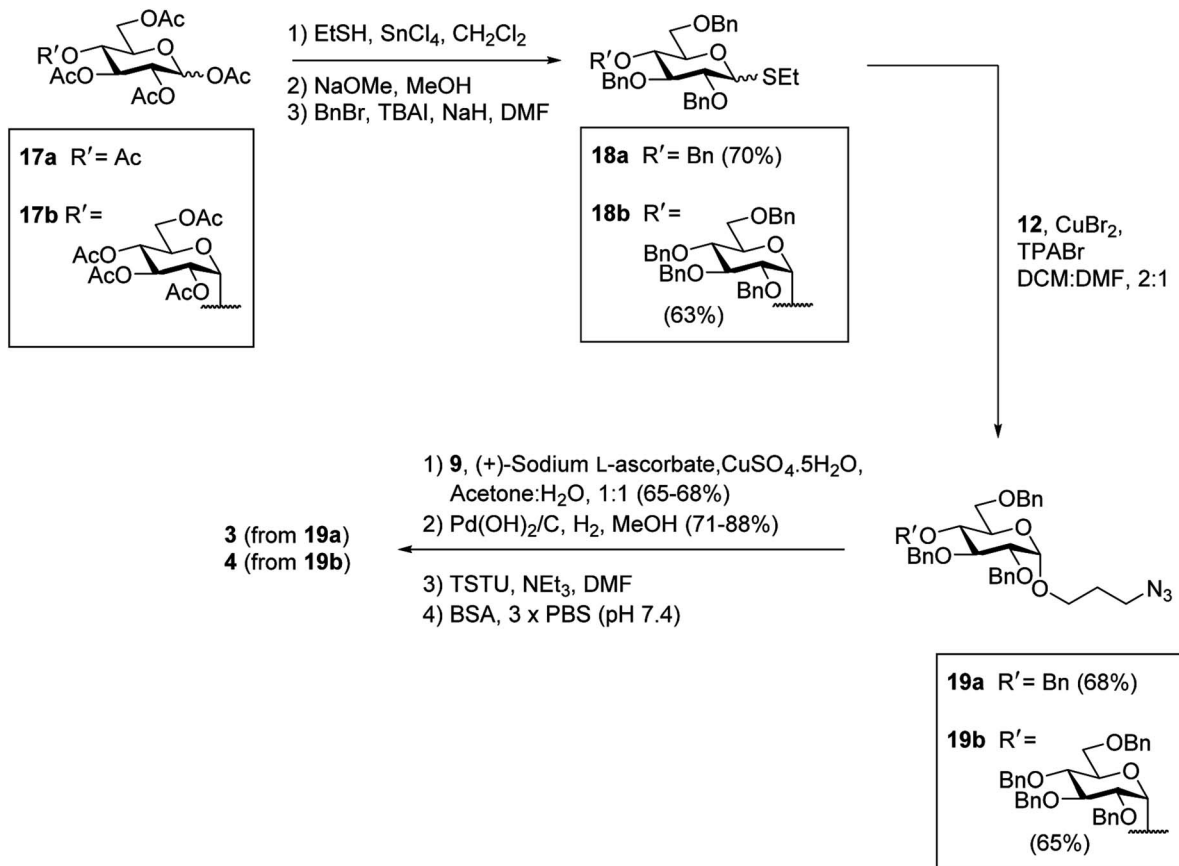 OAc
R′O
AcO
AcO
O
OAc
1) EtSH, SnCl4, CH2Cl2
2) NaOMe, MeOH
3) BnBr, TBAI, NaH, DMF
OBn
R′O
BnO
BnO
O
SEt
17a R′= Ac
17b R′=
OAc
AcO
AcO
AcO
O
18a R′= Bn (70%)
18b R′=
OBn
BnO
BnO
BnO
O
(63%)
12, CuBr2,
TPABr
DCM:DMF, 2:1
1) 9, (+)-Sodium L-ascorbate,CuSO4.5H2O,
Acetone:H2O, 1:1 (65-68%)
2) Pd(OH)2/C, H2, MeOH (71-88%)
3 (from 19a)
4 (from 19b)
3) TSTU, NEt3, DMF
4) BSA, 3 x PBS (pH 7.4)
OBn
R′O
BnO
BnO
O
O
N3
19a R′= Bn (68%)
19b R′=
OBn
BnO
BnO
BnO
O
(65%)